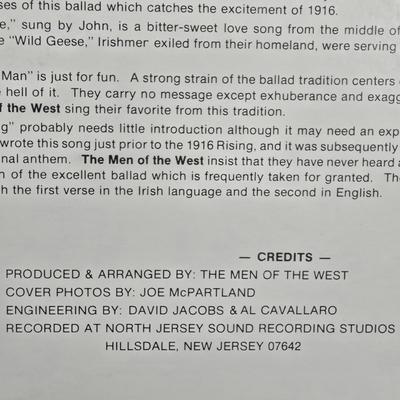 ses of this ballad which catches the excitement of 1916.
e," sung by John, is a bitter-sweet love song from the middle of
e "Wild Geese," Irishmer exiled from their homeland, were serving
Man" is just for fun. A strong strain of the ballad tradition centers
e hell of it. They carry no message except exhuberance and exagg
f the West sing their favorite from this tradition.
g" probably needs little introduction although it may need an exp
wrote this song just prior to the 1916 Rising, and it was subsequently
nal anthem. The Men of the West insist that they have never heard a
n of the excellent ballad which is frequently taken for granted. Th
h the first verse in the Irish language and the second in English.
— CREDITS —
PRODUCED & ARRANGED BY: THE MEN OF THE WEST
COVER PHOTOS BY: JOE McPARTLAND
ENGINEERING BY: DAVID JACOBS & AL CAVALLARO
RECORDED AT NORTH JERSEY SOUND RECORDING STUDIOS
HILLSDALE, NEW JERSEY 07642